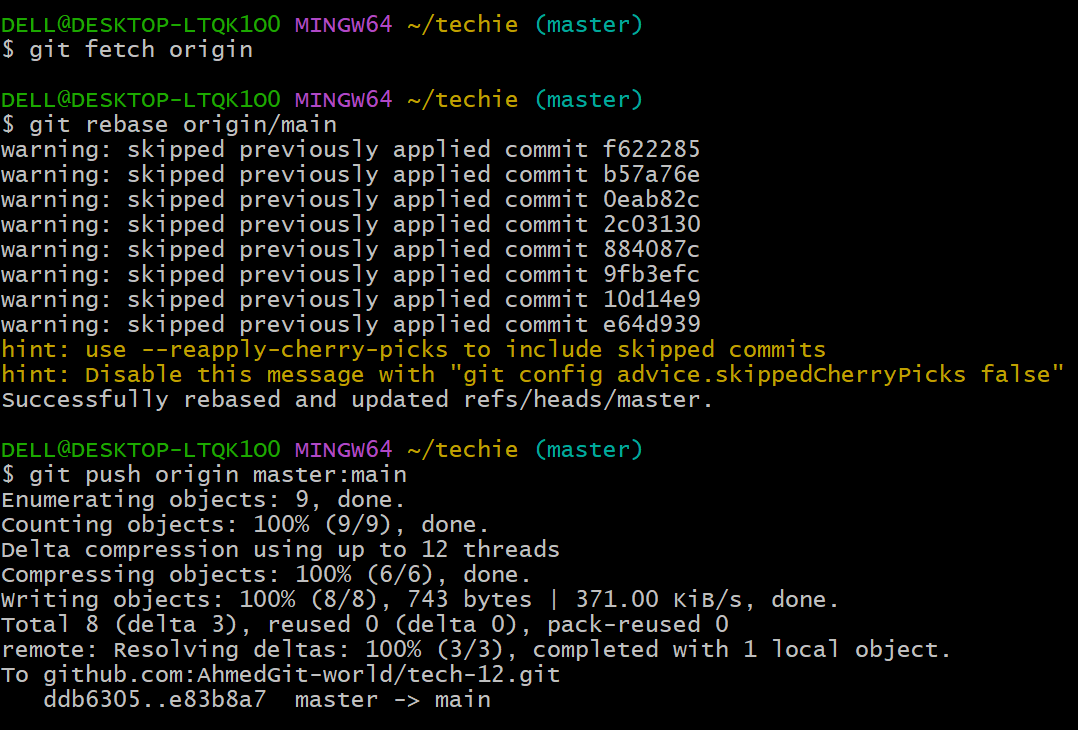 DELL@DESKTOP-LTQK1O0 MINGW64 ~/techie (master)
$ git fetch origin
DELL@DESKTOP-LTQK1O0 MINGW64 ~/techie (master)
$ git rebase origin/main
warning: skipped previously applied commit f622285
warning: skipped previously applied commit b57a76e
warning: skipped previously applied commit 0eab82c
warning: skipped previously applied commit 2c03130
warning: skipped previously applied commit 884087c
warning: skipped previously applied commit 9fb3efc
warning: skipped previously applied commit 10d14e9
warning: skipped previously applied commit e64d939
hint: use --reapply-cherry-picks to include skipped commits
hint: Disable this message with "git config advice.skippedCherryPicks false"
Successfully rebased and updated refs/heads/master.
DELL@DESKTOP-LTQK1O0 MINGW64 ~/techie (master)
$ git push origin master:main
Enumerating objects: 9, done.
Counting objects: 100% (9/9), done.
Delta compression using up to 12 threads
Compressing objects: 100% (6/6), done.
Writing objects: 100% (8/8), 743 bytes | 371.00 KiB/s, done.
Total 8 (delta 3), reused 0 (delta 0), pack-reused 0
remote: Resolving deltas: 100% (3/3), completed with 1 local object.
To github.com:AhmedGit-world/tech-12.git
   ddb6305..e83b8a7  master -> main